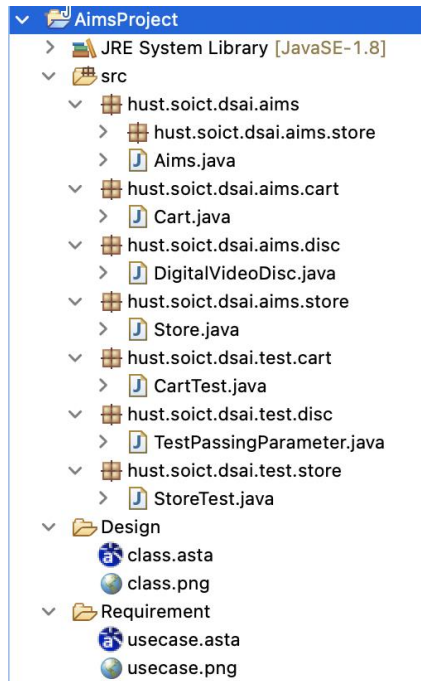 AimsProject
JRE System Library [JavaSE-1.8]
src
hust.soict.dsai.aims
hust.soict.dsai.aims.store
Aims.java
hust.soict.dsai.aims.cart
Cart.java
hust.soict.dsai.aims.disc
DigitalVideoDisc.java
hust.soict.dsai.aims.store
Store.java
hust.soict.dsai.test.cart
CartTest.java
hust.soict.dsai.test.disc
TestPassingParameter.java
hust.soict.dsai.test.store
StoreTest.java
Design
class.asta
class.png
Requirement
usecase.asta
usecase.png